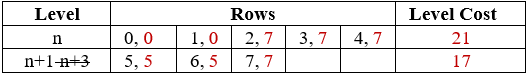 Level Rows Level Cost
n 0, 0 1, 0 2, 7 3, 7 4, 7 21
n+1 n+3 5, 5 6, 5 7, 7 17